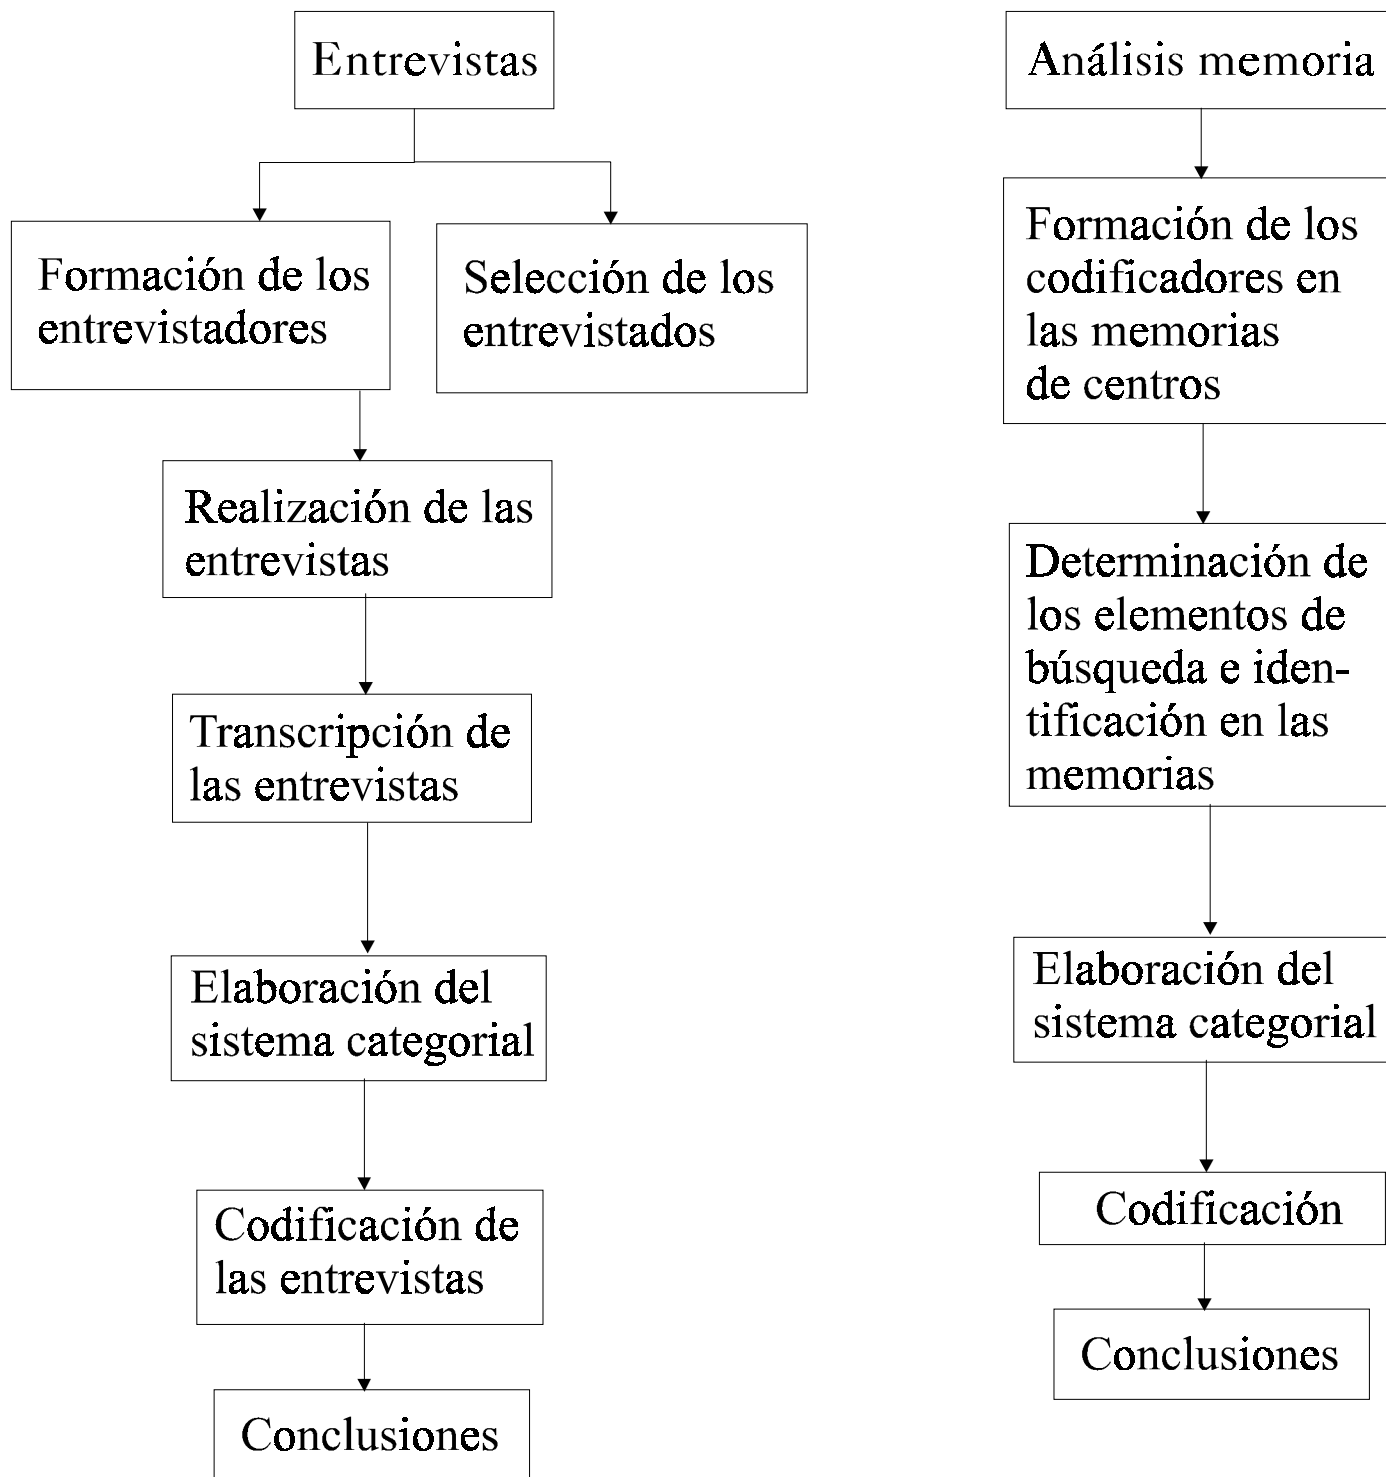 Entrevistas
Formación de los
entrevistadores
Selección de los
entrevistados
Realización de las
entrevistas
Transcripción de
las entrevistas
Elaboración del
sistema categorial
Codificación de
las entrevistas
Conclusiones
Análisis memoria
Formación de los
codificadores en
las memorias
de centros
Determinación de
los elementos de
búsqueda e iden-
tificación en las
memorias
Elaboración del
sistema categorial
Codificación
Conclusiones